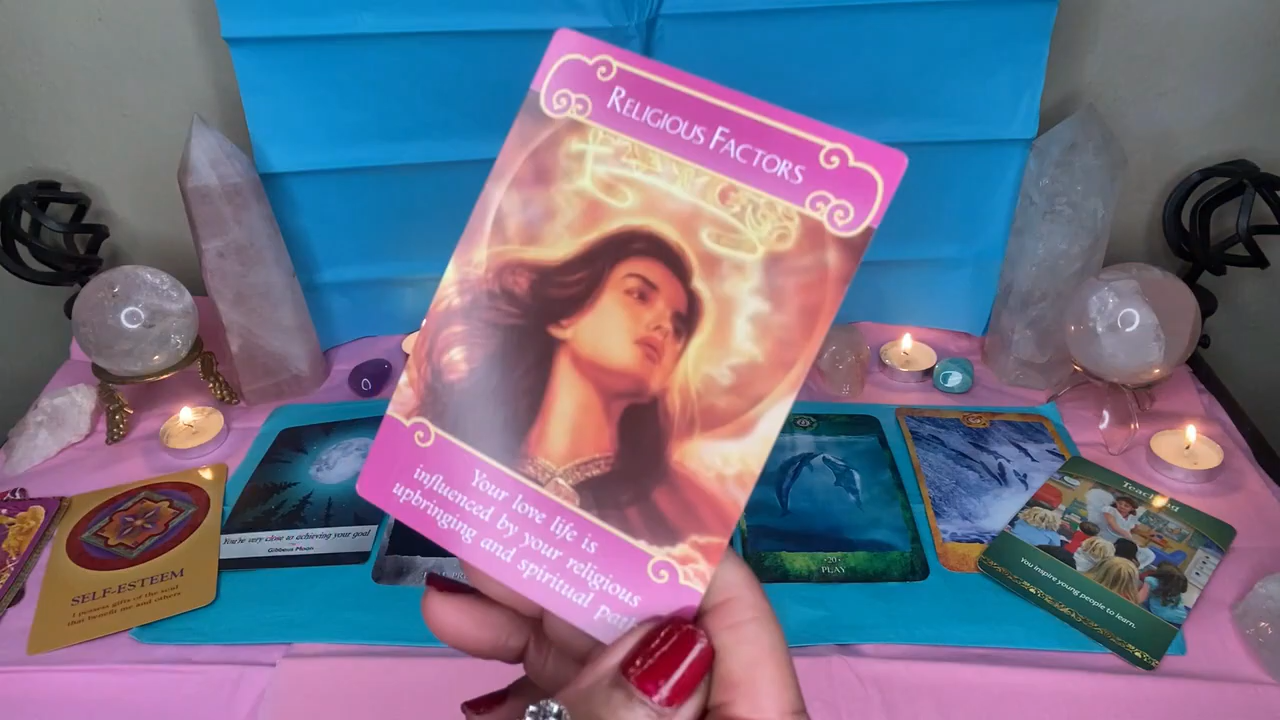 RELIGIOUS FACTORS
Your love life is
influenced by your religious
upbringing and spiritual path
SELF-ESTEEM
I possess gifts of the soul
that benefit me and others
You're very close to achieving your goal
Gibbous Moon
20
PLAY
You inspire young people to learn.